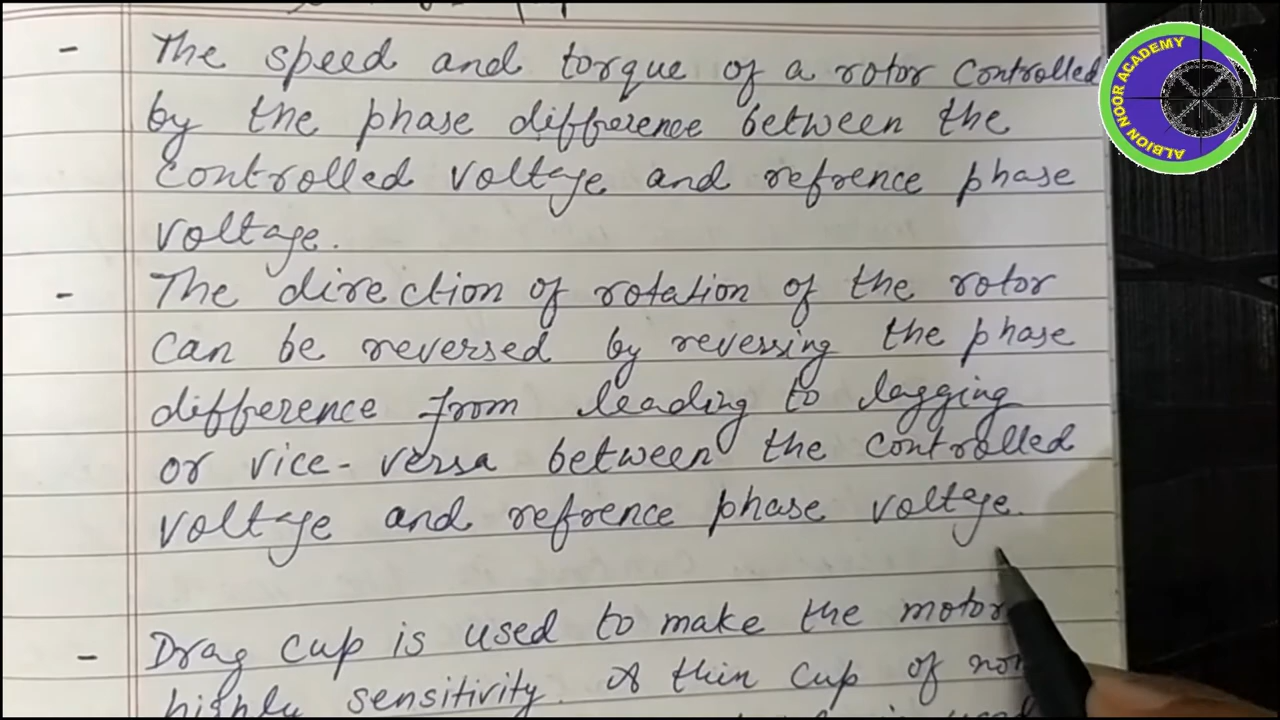 - The speed and torque of a rotor controlled
by the phase difference between the
controlled voltage and refrence phase
voltage.
- The direction of rotation of the rotor
can be reversed by reversing the phase
difference from leading to lagging
or vice-versa between the controlled
voltage and refrence phase voltage.
- Drag cup is used to make the motor
highly sensitivity. A thin cup of non
ALBION NOOR ACADEMY